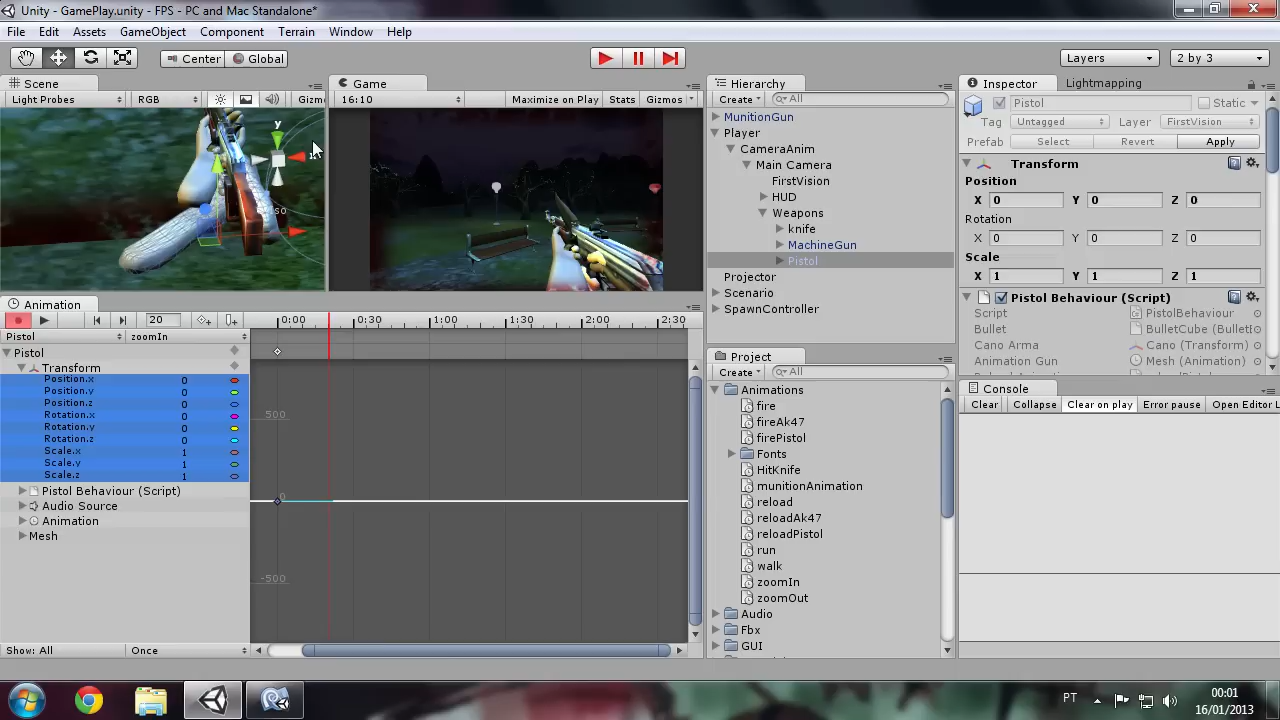 Unity - GamePlay.unity - FPS - PC and Mac Standalone*
File Edit Assets GameObject Component Terrain Window Help
Center Global Layers 2 by 3
Scene
Light Probes RGB Gizm
y
Game
16:10 Maximize on Play Stats Gizmos
Hierarchy
Create All
MunitionGun
Player
CameraAnim
Main Camera
FirstVision
HUD
Weapons
knife
MachineGun
Pistol
Projector
Scenario
SpawnController
Inspector Lightmapping
Pistol Static
Tag Untagged Layer FirstVision
Prefab Select Revert Apply
Transform
Position
X 0 Y 0 Z 0
Rotation
X 0 Y 0 Z 0
Scale
X 1 Y 1 Z 1
Pistol Behaviour (Script)
Script PistolBehaviour
Bullet BulletCube (Bulletl
Cano Arma Cano (Transform)
Animation Gun Mesh (Animation)
Animation
20 0:00 0:30 1:00 1:30 2:00 2:30
Pistol zoomIn
Pistol
Transform
Position.x 0
Position.y 0
Position.z 0
Rotation.x 0
Rotation.y 0
Rotation.z 0
Scale.x 1
Scale.y 1
Scale.z 1
Pistol Behaviour (Script)
Audio Source
Animation
Mesh
500
0
-500
Show: All Once
Project
Create All
Animations
fire
fireAk47
firePistol
Fonts
HitKnife
munitionAnimation
reload
reloadAk47
reloadPistol
run
walk
zoomIn
zoomOut
Audio
Fbx
GUI
Console
Clear Collapse Clear on play Error pause Open Editor L
PT 00:01
16/01/2013